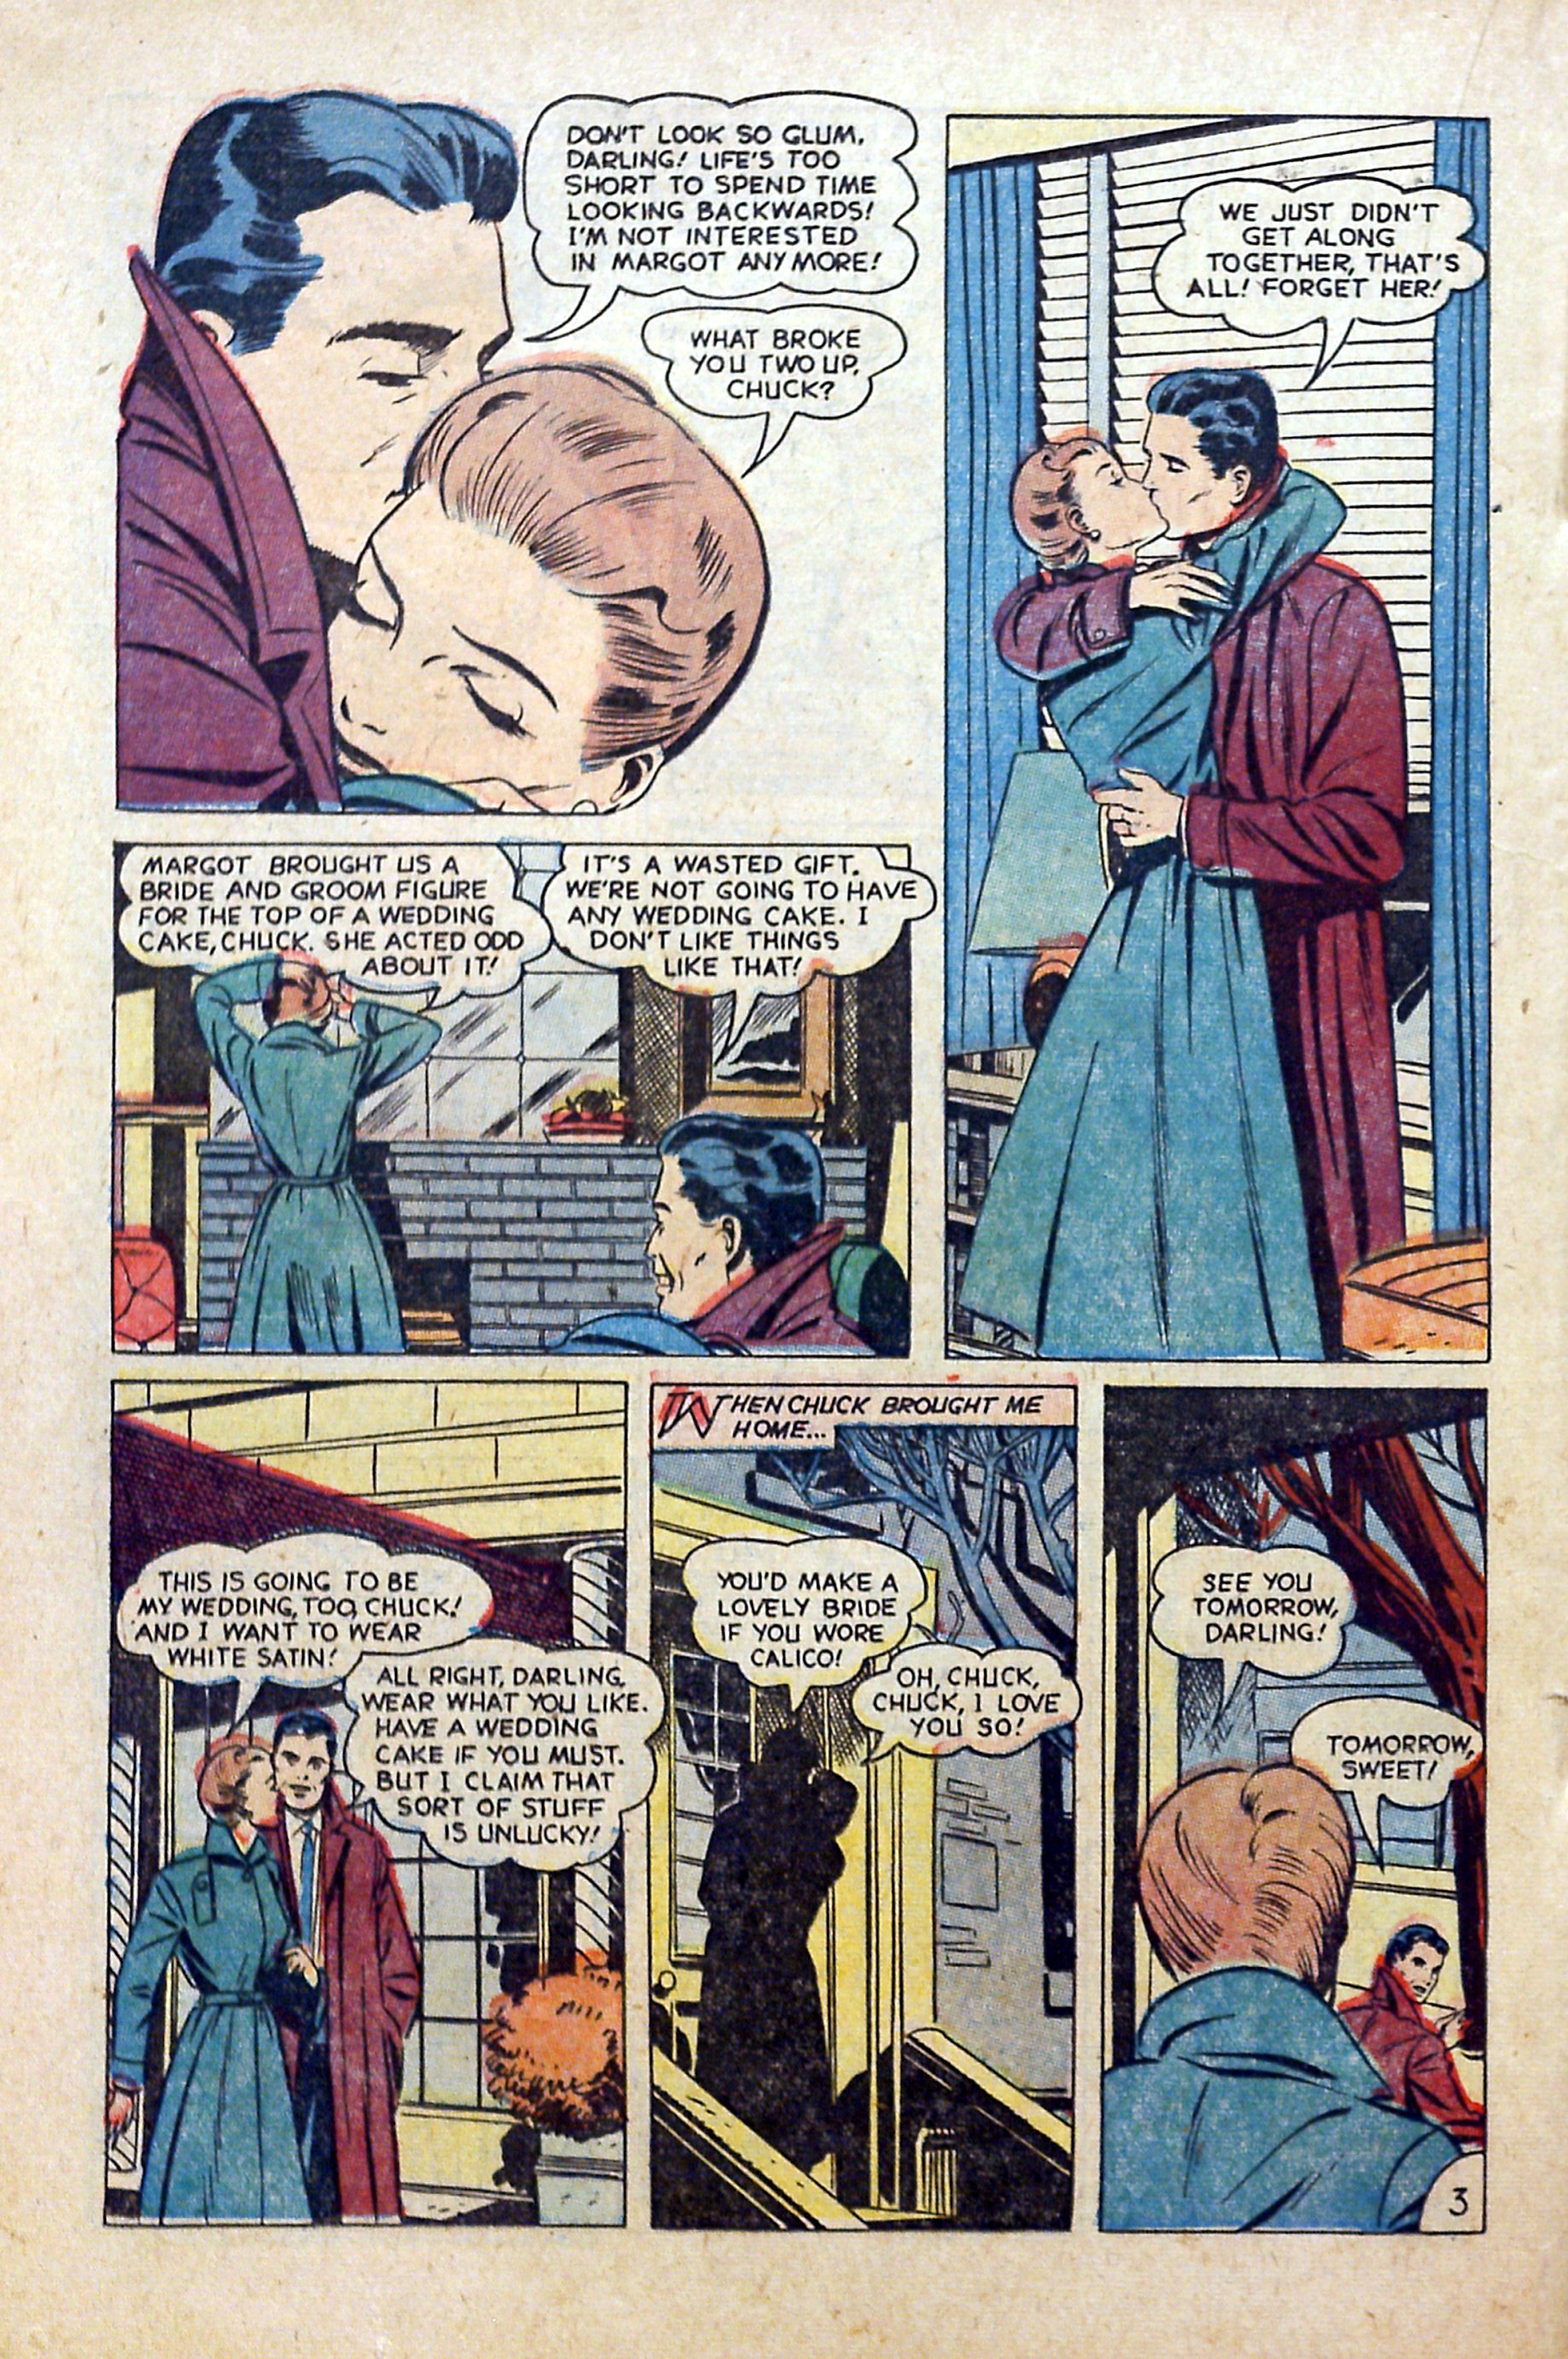 DON'T LOOK SO GLUM,
DARLING! LIFE'S TOO
SHORT TO SPEND TIME
LOOKING BACKWARDS!
I'M NOT INTERESTED
IN MARGOT ANYMORE!
WHAT BROKE
YOU TWO UP,
CHUCK?
WE JUST DIDN'T
GET ALONG
TOGETHER, THAT'S
ALL! FORGET HER!
MARGOT BROUGHT US A
BRIDE AND GROOM FIGURE
FOR THE TOP OF A WEDDING
CAKE, CHUCK. SHE ACTED ODD
ABOUT IT!
IT'S A WASTED GIFT.
WE'RE NOT GOING TO HAVE
ANY WEDDING CAKE. I
DON'T LIKE THINGS
LIKE THAT!
THIS IS GOING TO BE
MY WEDDING, TOO, CHUCK!
AND I WANT TO WEAR
WHITE SATIN!
ALL RIGHT, DARLING,
WEAR WHAT YOU LIKE.
HAVE A WEDDING
CAKE IF YOU MUST.
BUT I CLAIM THAT
SORT OF STUFF
IS UNLUCKY!
WHEN CHUCK BROUGHT ME
HOME...
YOU'D MAKE A
LOVELY BRIDE
IF YOU WORE
CALICO!
OH, CHUCK,
CHUCK, I LOVE
YOU SO!
SEE YOU
TOMORROW,
DARLING!
TOMORROW,
SWEET!
3